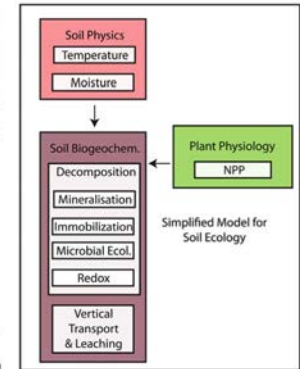 Soil Physics
Temperature
Moisture
Soil Biogeochem.
Decomposition
Mineralisation
Immobilization
Microbial Ecol.
Redox
Vertical
Transport
& Leaching
Plant Physiology
NPP
Simplified Model for
Soil Ecology